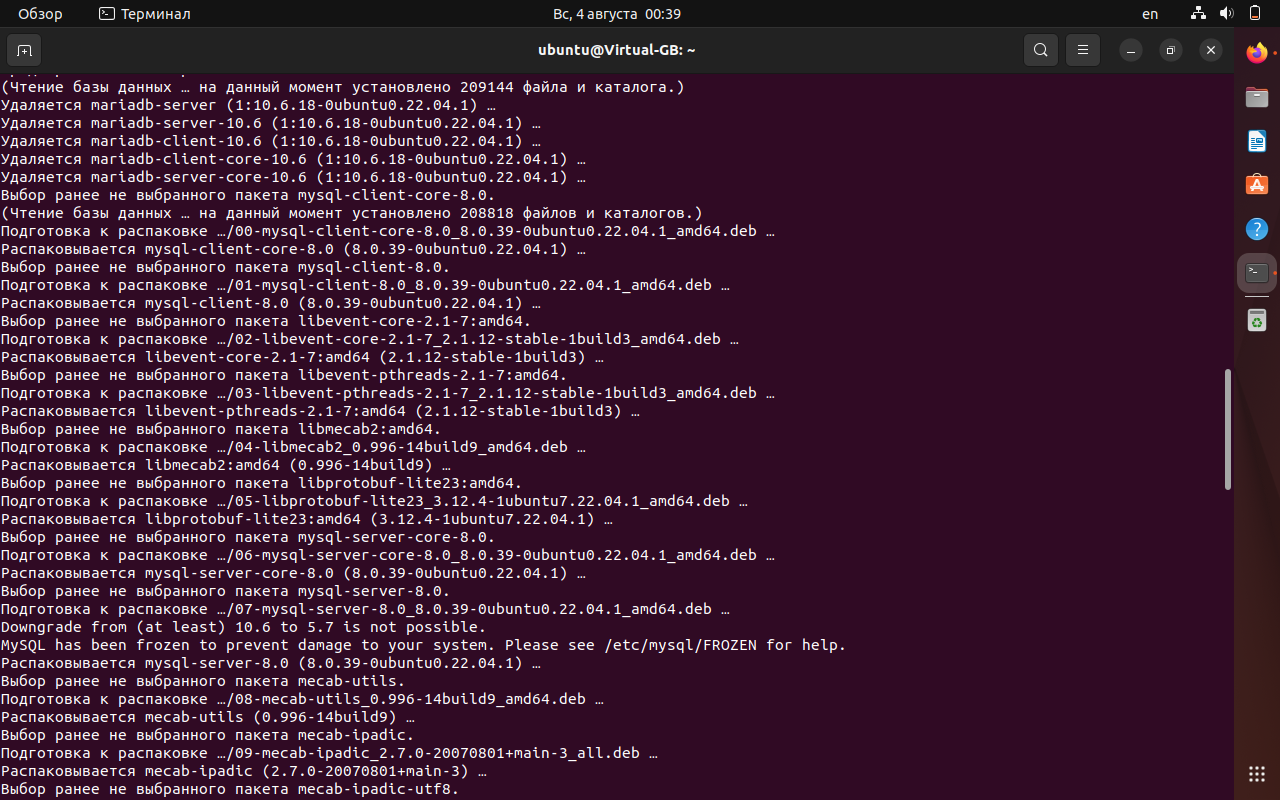 Обзор
Терминал
Вс, 4 августа 00:39
en
ubuntu@Virtual-GB: ~
(Чтение базы данных … на данный момент установлено 209144 файла и каталога.)
Удаляется mariadb-server (1:10.6.18-0ubuntu0.22.04.1) …
Удаляется mariadb-server-10.6 (1:10.6.18-0ubuntu0.22.04.1) …
Удаляется mariadb-client-10.6 (1:10.6.18-0ubuntu0.22.04.1) …
Удаляется mariadb-client-core-10.6 (1:10.6.18-0ubuntu0.22.04.1) …
Удаляется mariadb-server-core-10.6 (1:10.6.18-0ubuntu0.22.04.1) …
Выбор ранее не выбранного пакета mysql-client-core-8.0.
(Чтение базы данных … на данный момент установлено 208818 файлов и каталогов.)
Подготовка к распаковке …/00-mysql-client-core-8.0_8.0.39-0ubuntu0.22.04.1_amd64.deb …
Распаковывается mysql-client-core-8.0 (8.0.39-0ubuntu0.22.04.1) …
Выбор ранее не выбранного пакета mysql-client-8.0.
Подготовка к распаковке …/01-mysql-client-8.0_8.0.39-0ubuntu0.22.04.1_amd64.deb …
Распаковывается mysql-client-8.0 (8.0.39-0ubuntu0.22.04.1) …
Выбор ранее не выбранного пакета libevent-core-2.1-7:amd64.
Подготовка к распаковке …/02-libevent-core-2.1-7_2.1.12-stable-1build3_amd64.deb …
Распаковывается libevent-core-2.1-7:amd64 (2.1.12-stable-1build3) …
Выбор ранее не выбранного пакета libevent-pthreads-2.1-7:amd64.
Подготовка к распаковке …/03-libevent-pthreads-2.1-7_2.1.12-stable-1build3_amd64.deb …
Распаковывается libevent-pthreads-2.1-7:amd64 (2.1.12-stable-1build3) …
Выбор ранее не выбранного пакета libmecab2:amd64.
Подготовка к распаковке …/04-libmecab2_0.996-14build9_amd64.deb …
Распаковывается libmecab2:amd64 (0.996-14build9) …
Выбор ранее не выбранного пакета libprotobuf-lite23:amd64.
Подготовка к распаковке …/05-libprotobuf-lite23_3.12.4-1ubuntu7.22.04.1_amd64.deb …
Распаковывается libprotobuf-lite23:amd64 (3.12.4-1ubuntu7.22.04.1) …
Выбор ранее не выбранного пакета mysql-server-core-8.0.
Подготовка к распаковке …/06-mysql-server-core-8.0_8.0.39-0ubuntu0.22.04.1_amd64.deb …
Распаковывается mysql-server-core-8.0 (8.0.39-0ubuntu0.22.04.1) …
Выбор ранее не выбранного пакета mysql-server-8.0.
Подготовка к распаковке …/07-mysql-server-8.0_8.0.39-0ubuntu0.22.04.1_amd64.deb …
Downgrade from (at least) 10.6 to 5.7 is not possible.
MySQL has been frozen to prevent damage to your system. Please see /etc/mysql/FROZEN for help.
Распаковывается mysql-server-8.0 (8.0.39-0ubuntu0.22.04.1) …
Выбор ранее не выбранного пакета mecab-utils.
Подготовка к распаковке …/08-mecab-utils_0.996-14build9_amd64.deb …
Распаковывается mecab-utils (0.996-14build9) …
Выбор ранее не выбранного пакета mecab-ipadic.
Подготовка к распаковке …/09-mecab-ipadic_2.7.0-20070801+main-3_all.deb …
Распаковывается mecab-ipadic (2.7.0-20070801+main-3) …
Выбор ранее не выбранного пакета mecab-ipadic-utf8.